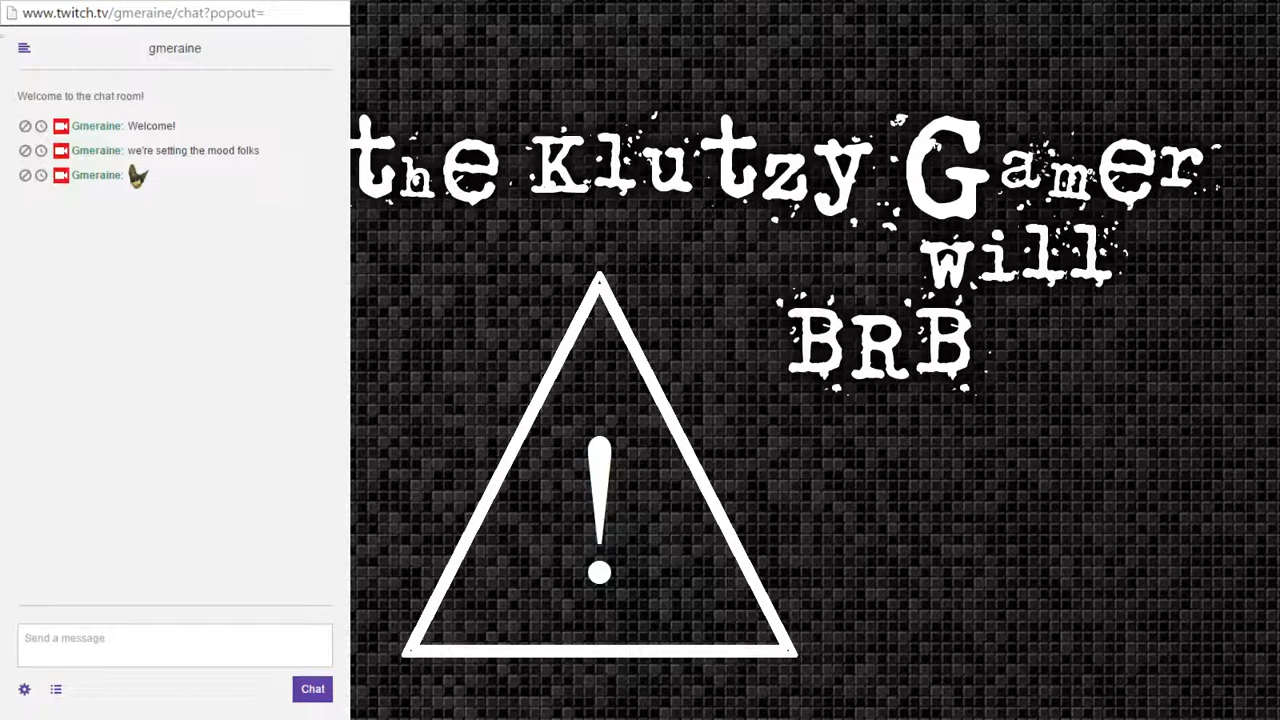 www.twitch.tv/gmeraine/chat?popout=
gmeraine
Welcome to the chat room!
Gmeraine: Welcome!
Gmeraine: we're setting the mood folks
Gmeraine:
the Klutzy Gamer
will
BRB
!
Send a message
Chat